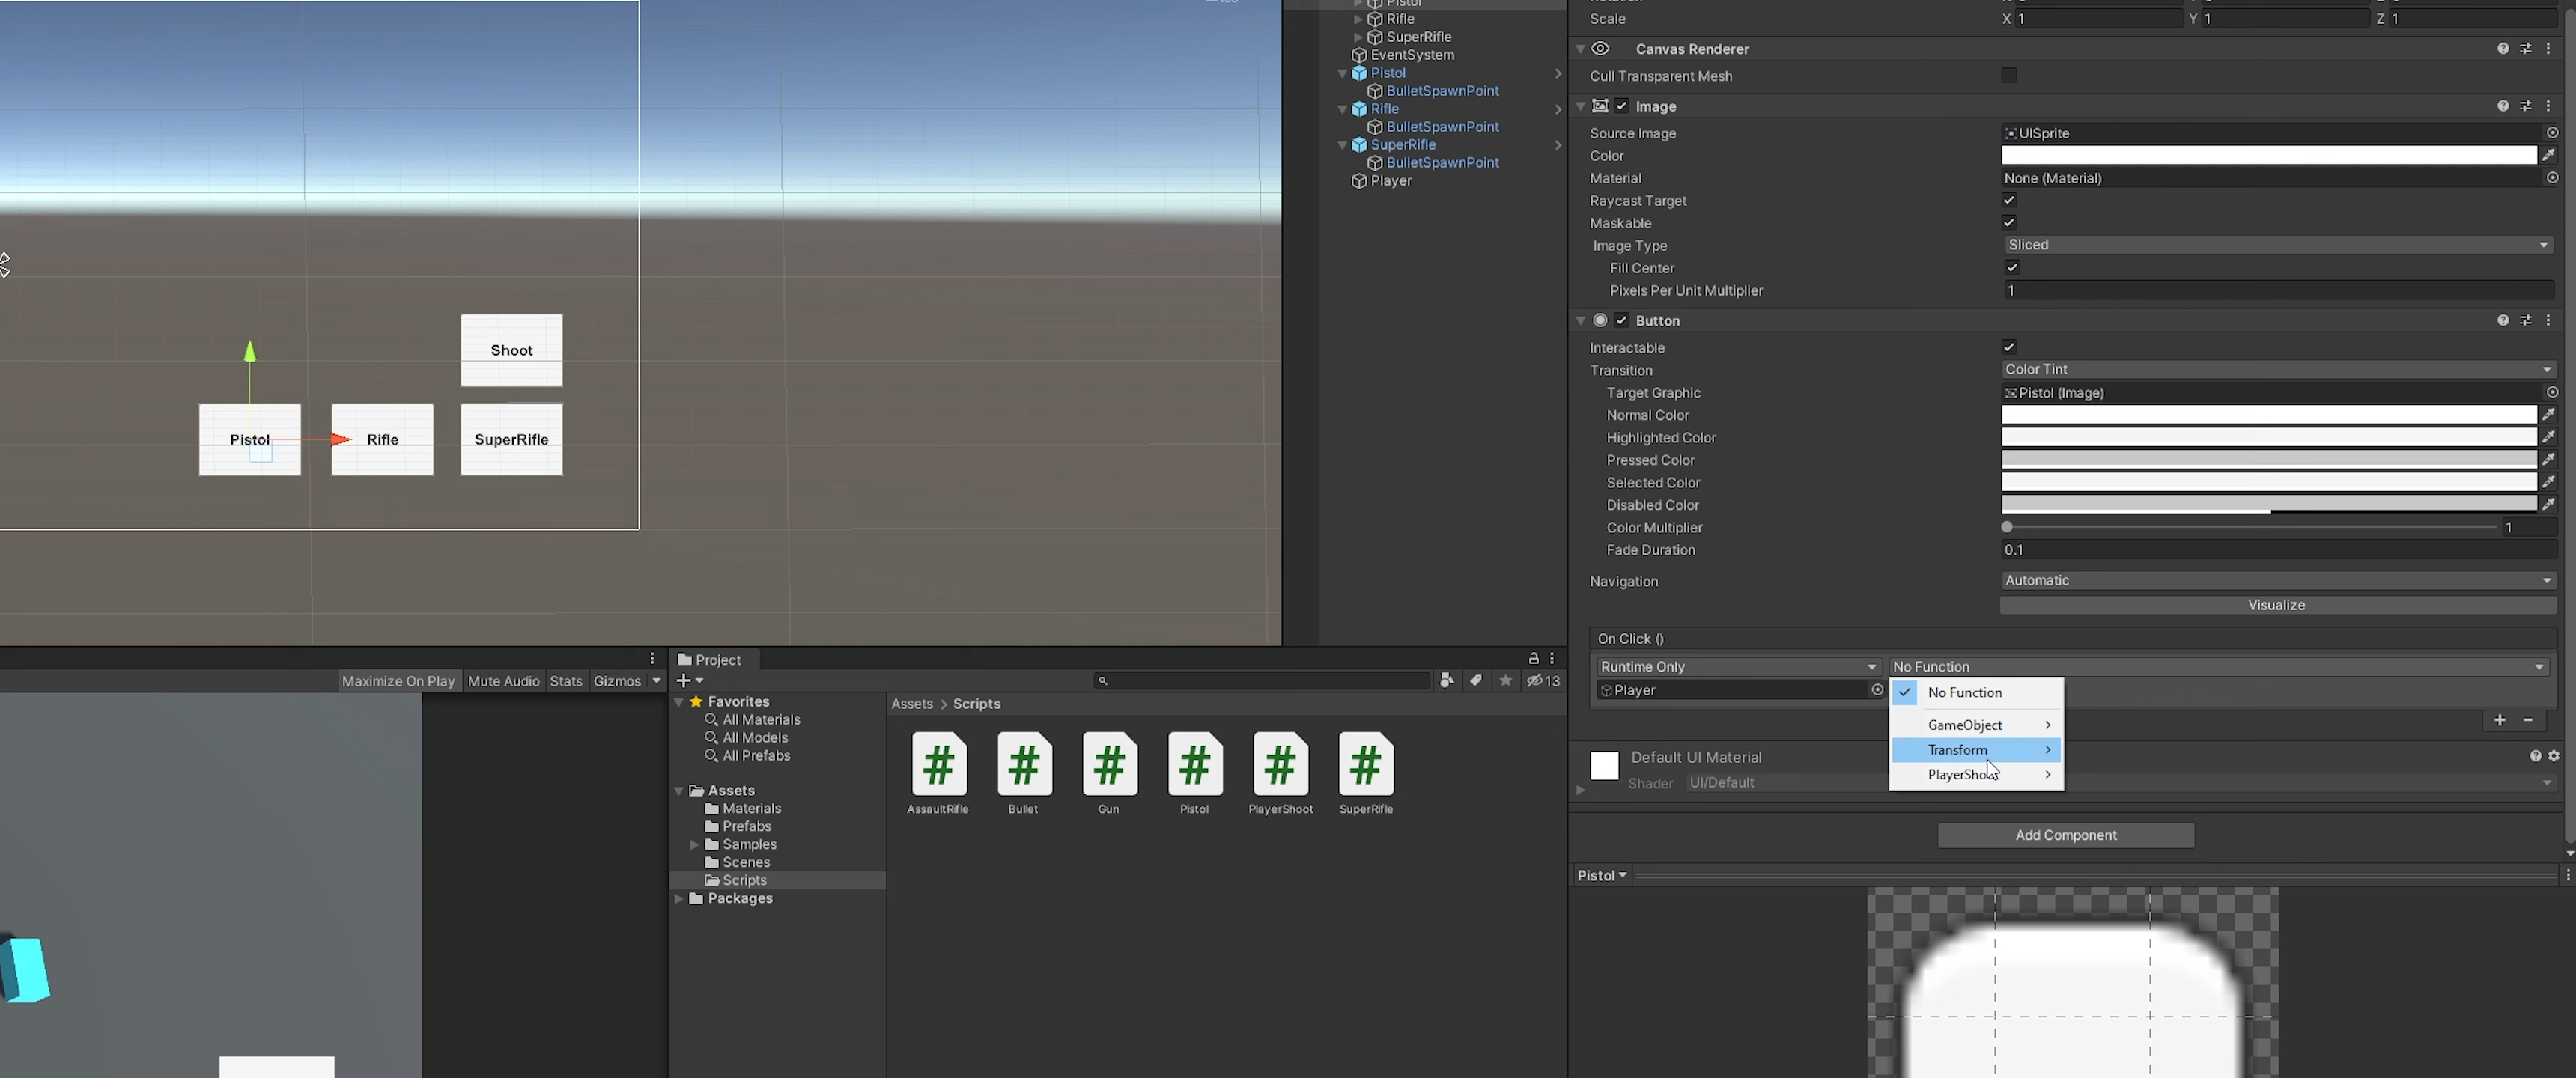 Shoot
Pistol
Rifle
SuperRifle
Pistol
Rifle
SuperRifle
EventSystem
Pistol
BulletSpawnPoint
Rifle
BulletSpawnPoint
SuperRifle
BulletSpawnPoint
Player
Scale X 1 Y 1 Z 1
Canvas Renderer
Cull Transparent Mesh
Image
Source Image UISprite
Color
Material None (Material)
Raycast Target
Maskable
Image Type Sliced
Fill Center
Pixels Per Unit Multiplier 1
Button
Interactable
Transition Color Tint
Target Graphic Pistol (Image)
Normal Color
Highlighted Color
Pressed Color
Selected Color
Disabled Color
Color Multiplier 1
Fade Duration 0.1
Navigation Automatic
Visualize
On Click ()
Runtime Only No Function
Player
No Function
GameObject
Transform
Default UI Material
Shader UI/Default
Add Component
Pistol
Maximize On Play Mute Audio Stats Gizmos
Project
13
Favorites
All Materials
All Models
All Prefabs
Assets
Materials
Prefabs
Samples
Scenes
Scripts
Packages
Assets > Scripts
AssaultRifle Bullet Gun Pistol PlayerShoot SuperRifle